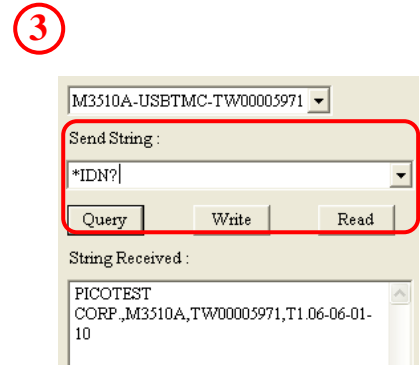 3
M3510A-USBTMC-TW00005971
Send String :
*IDN?
Query Write Read
String Received :
PICOTEST
CORP.,M3510A,TW00005971,T1.06-06-01-
10